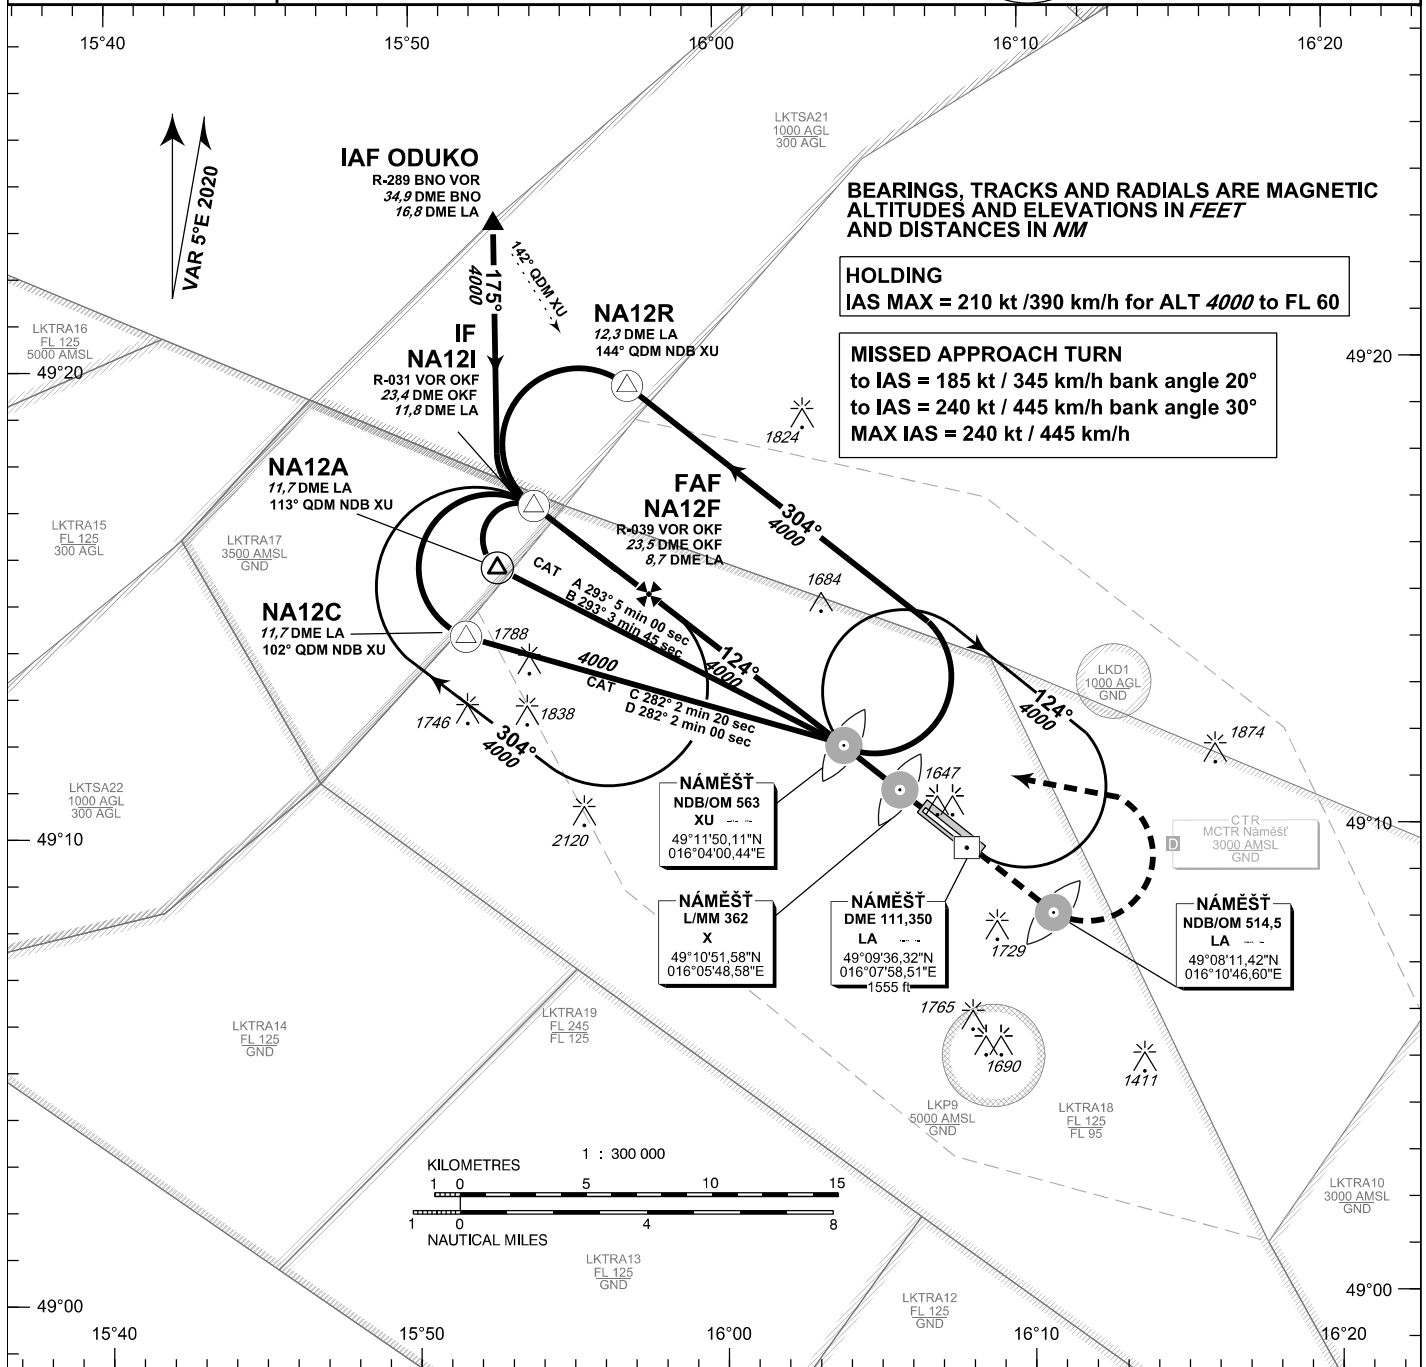 15°40
15°50
16°00
16°10
16°20
LKTSA21
1000 AGL
300 AGL
IAF ODUKO
R-289 BNO VOR
34,9 DME BNO
16,8 DME LA
VAR 5°E 2020
BEARINGS, TRACKS AND RADIALS ARE MAGNETIC
ALTITUDES AND ELEVATIONS IN FEET
AND DISTANCES IN NM
HOLDING
IAS MAX = 210 kt /390 km/h for ALT 4000 to FL 60
MISSED APPROACH TURN
to IAS = 185 kt / 345 km/h bank angle 20°
to IAS = 240 kt / 445 km/h bank angle 30°
MAX IAS = 240 kt / 445 km/h
175°
4000
142° QDM XU
NA12R
12,3 DME LA
144° QDM NDB XU
IF
NA12I
R-031 VOR OKF
23,4 DME OKF
11,8 DME LA
LKTRA16
FL 125
5000 AMSL
49°20
49°20
1824
NA12A
11,7 DME LA
113° QDM NDB XU
FAF
NA12F
R-039 VOR OKF
23,5 DME OKF
8,7 DME LA
304°
4000
LKTRA15
FL 125
300 AGL
LKTRA17
3500 AMSL
GND
1684
CAT
A 293° 5 min 00 sec
B 293° 3 min 45 sec
NA12C
11,7 DME LA
102° QDM NDB XU
1788
4000
124°
4000
CAT
C 282° 2 min 20 sec
D 282° 2 min 00 sec
LKD1
1000 AGL
GND
124°
4000
1746
1838
304°
4000
1874
LKTSA22
1000 AGL
300 AGL
2120
1647
NÁMĚŠŤ
NDB/OM 563
XU
49°11'50,11"N
016°04'00,44"E
49°10
49°10
CTR
MCTR Náměšť
3000 AMSL
GND
D
NÁMĚŠŤ
L/MM 362
X
49°10'51,58"N
016°05'48,58"E
NÁMĚŠŤ
DME 111,350
LA
49°09'36,32"N
016°07'58,51"E
1555 ft
1729
NÁMĚŠŤ
NDB/OM 514,5
LA
49°08'11,42"N
016°10'46,60"E
1765
1690
1411
LKTRA14
FL 125
GND
LKTRA19
FL 245
FL 125
LKP9
5000 AMSL
GND
LKTRA18
FL 125
FL 95
1 : 300 000
KILOMETRES
1 0 5 10 15
1 0 4 8
NAUTICAL MILES
LKTRA10
3000 AMSL
GND
LKTRA13
FL 125
GND
LKTRA12
FL 125
GND
49°00
49°00
15°40
15°50
16°00
16°10
16°20